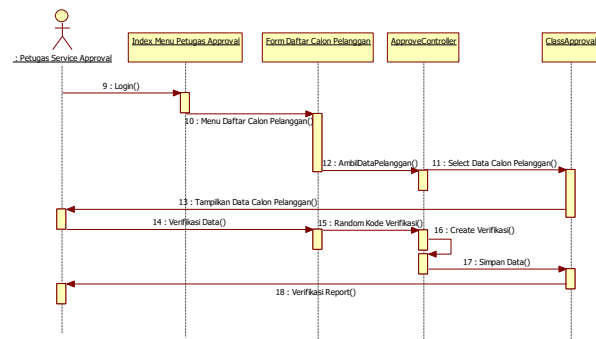 : Petugas Service Approval
Index Menu Petugas Approval
Form Daftar Calon Pelanggan
ApproveController
ClassApproval
9 : Login()
10 : Menu Daftar Calon Pelanggan()
12 : AmbilDataPelanggan()
11 : Select Data Calon Pelanggan()
13 : Tampilkan Data Calon Pelanggan()
14 : Verifikasi Data()
15 : Random Kode Verifikasi()
16 : Create Verifikasi()
17 : Simpan Data()
18 : Verifikasi Report()